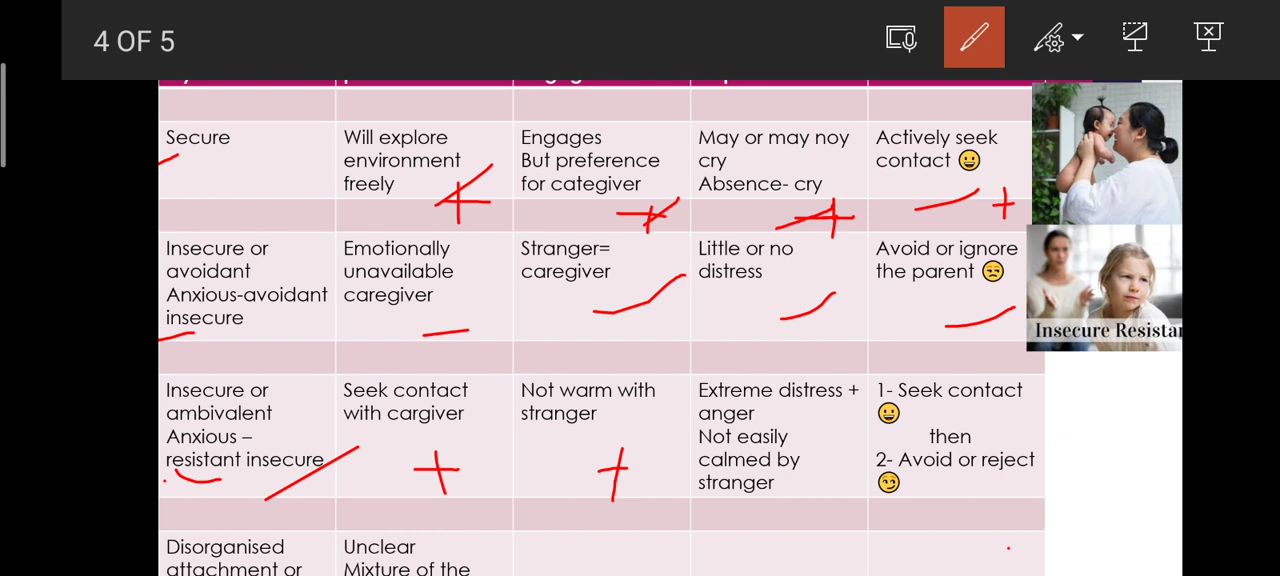 4 OF 5
Secure
Will explore
environment
freely
Engages
But preference
for categiver
May or may noy
cry
Absence- cry
Actively seek
contact 😀
Insecure or
avoidant
Anxious-avoidant
insecure
Emotionally
unavailable
caregiver
Stranger=
caregiver
Little or no
distress
Avoid or ignore
the parent 😒
Insecure Resista
Insecure or
ambivalent
Anxious –
resistant insecure
Seek contact
with cargiver
Not warm with
stranger
Extreme distress +
anger
Not easily
calmed by
stranger
1- Seek contact
😀
then
2- Avoid or reject
😏
Disorganised
attachment or
Unclear
Mixture of the